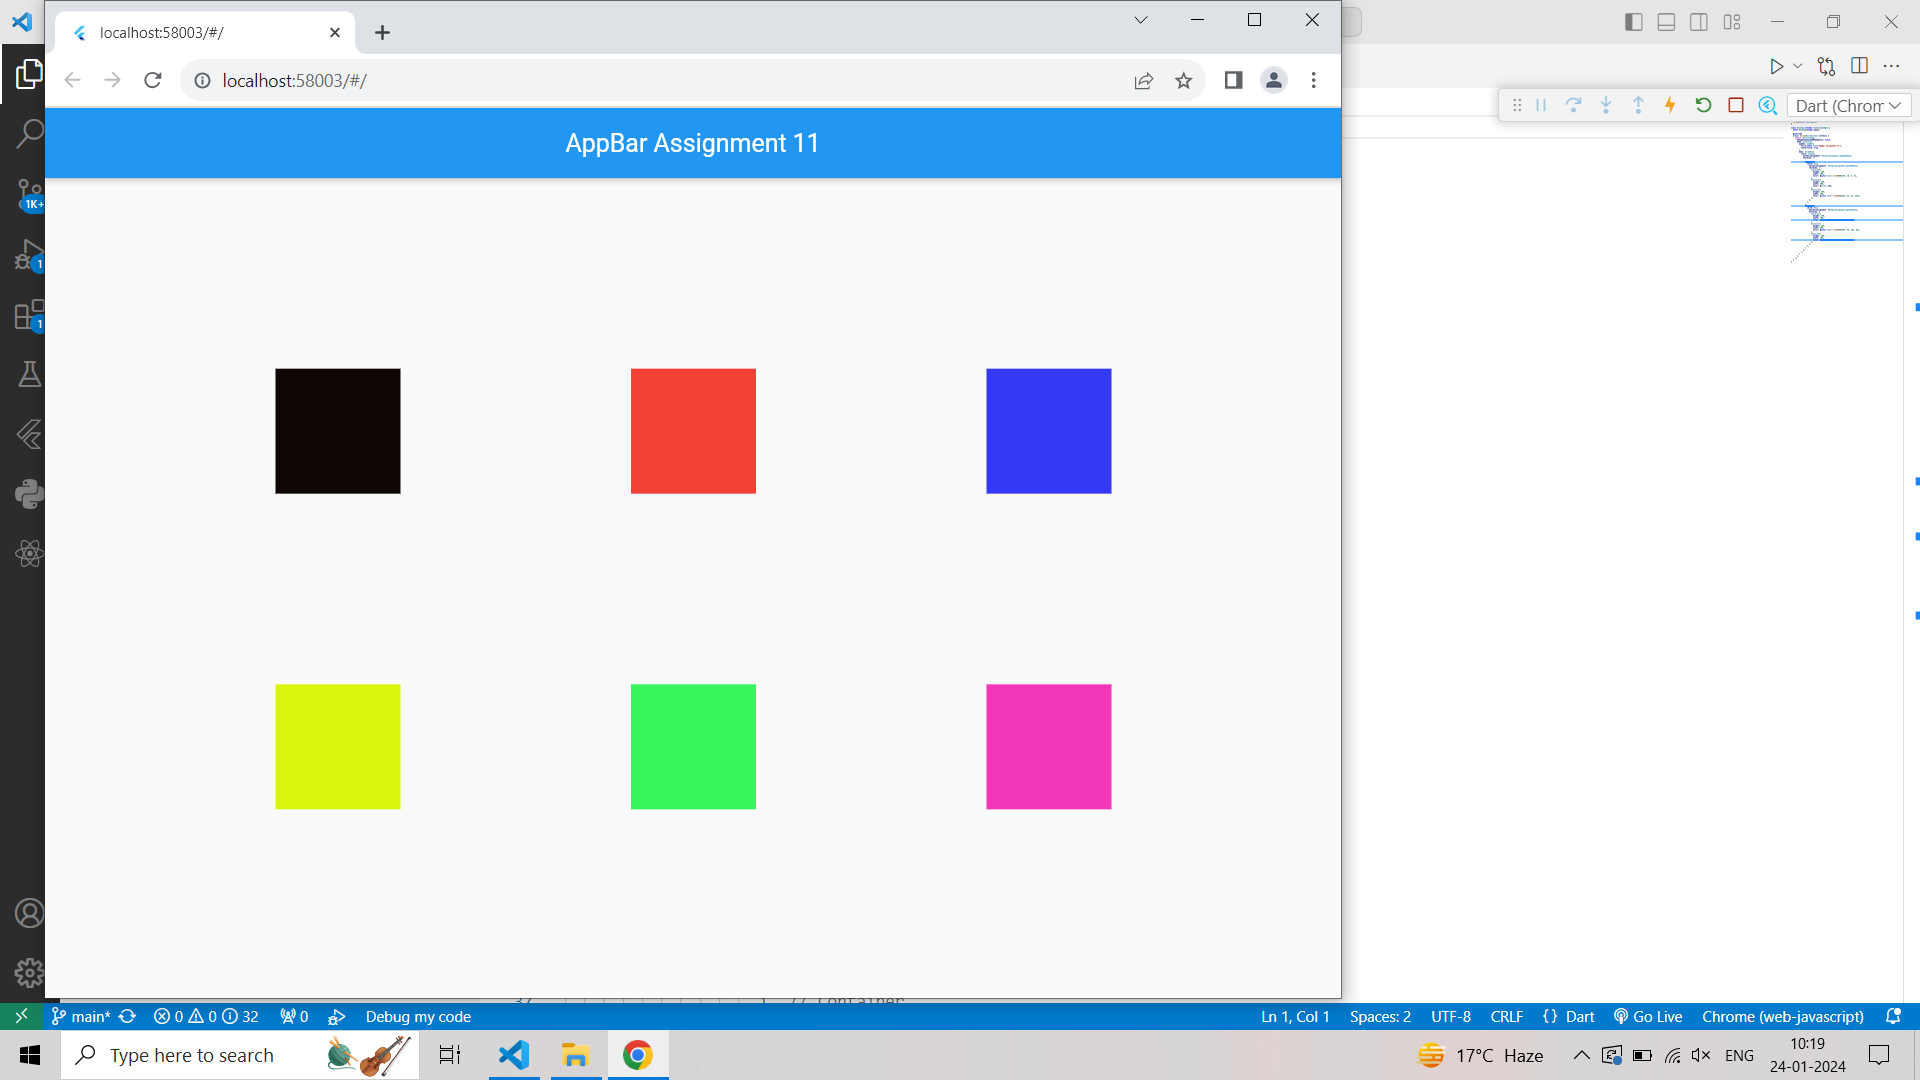 localhost:58003/#/
localhost:58003/#/
Dart (Chrom
AppBar Assignment 11
1K+
1
1
// Container
main*
0 0 32
0
Debug my code
Ln 1, Col 1
Spaces: 2
UTF-8
CRLF
{ } Dart
Go Live
Chrome (web-javascript)
Type here to search
17°C Haze
ENG
10:19
24-01-2024